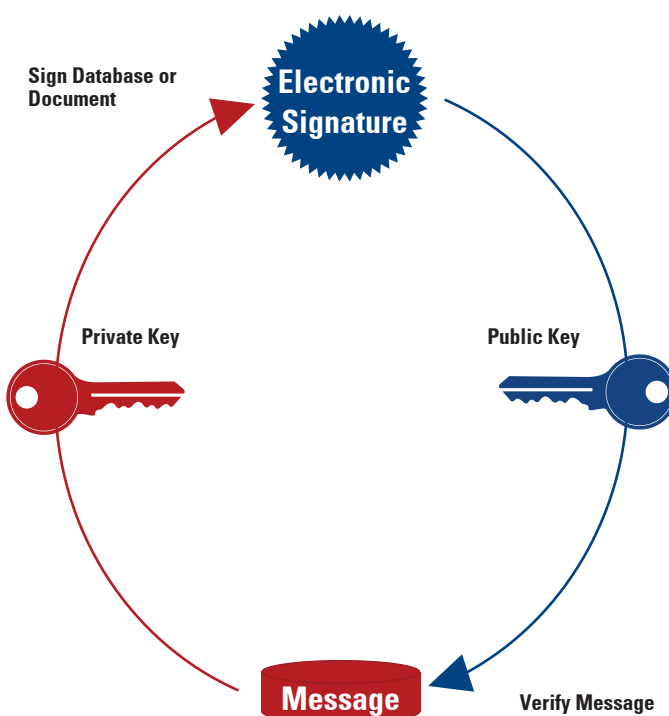 Sign Database or
Document
Electronic
Signature
Private Key
Public Key
Message
Verify Message